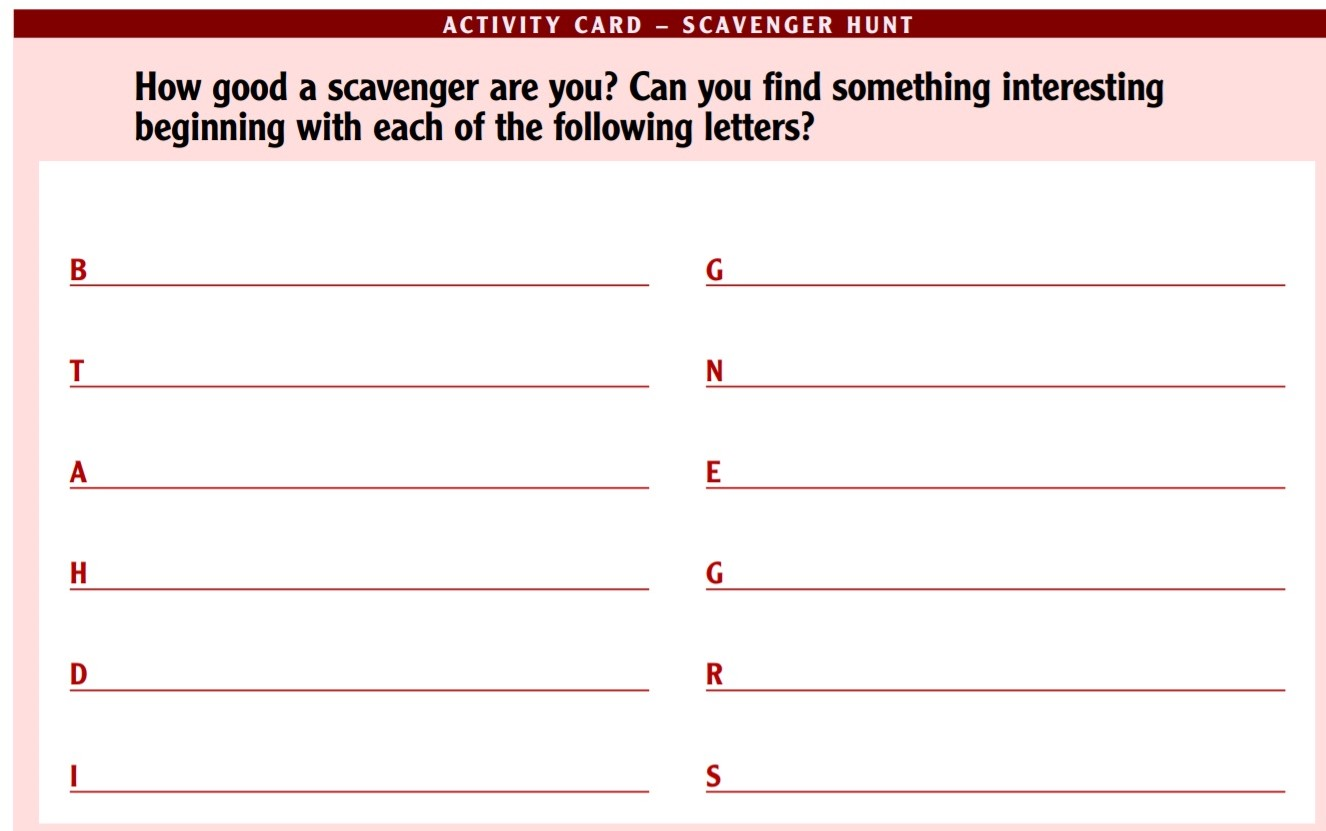 ACTIVITY CARD – SCAVENGER HUNT
How good a scavenger are you? Can you find something interesting
beginning with each of the following letters?
B
T
A
H
D
I
G
N
E
G
R
S